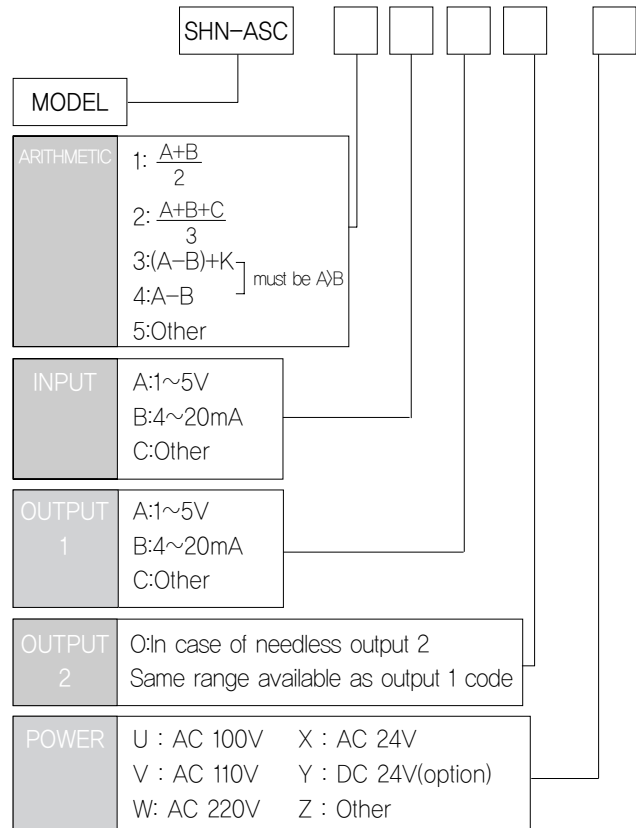 SHN-ASC
MODEL
ARITHMETIC
1: A+B
2
2: A+B+C
3
3:(A-B)+K
must be A>B
4:A-B
5:Other
INPUT
A:1~5V
B:4~20mA
C:Other
OUTPUT
1
A:1~5V
B:4~20mA
C:Other
OUTPUT
2
O:In case of needless output 2
Same range available as output 1 code
POWER
U : AC 100V X : AC 24V
V : AC 110V Y : DC 24V(option)
W: AC 220V Z : Other